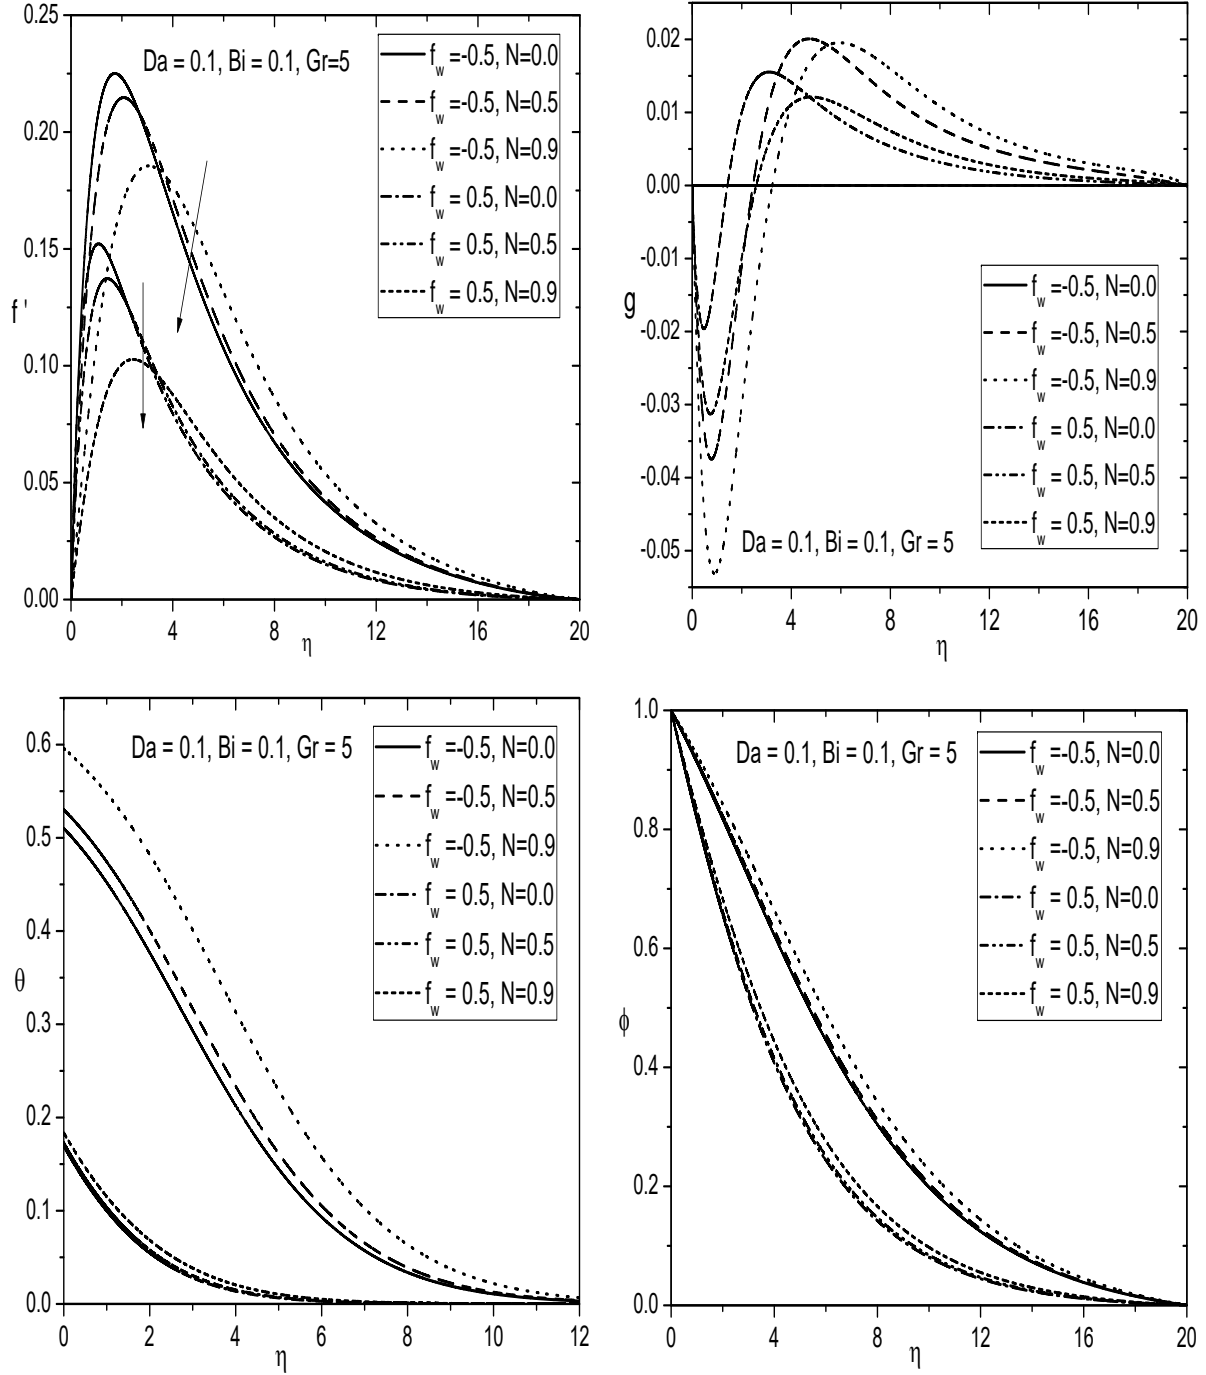 0.25
0.20
0.15
0.10
0.05
0.00
f '
Da = 0.1, Bi = 0.1, Gr=5
f_w =-0.5, N=0.0
f_w =-0.5, N=0.5
f_w =-0.5, N=0.9
f_w = 0.5, N=0.0
f_w = 0.5, N=0.5
f_w = 0.5, N=0.9
0 4 8 12 16 20
η
0.02
0.01
0.00
-0.01
-0.02
-0.03
-0.04
-0.05
g
f_w =-0.5, N=0.0
f_w =-0.5, N=0.5
f_w =-0.5, N=0.9
f_w = 0.5, N=0.0
f_w = 0.5, N=0.5
f_w = 0.5, N=0.9
Da = 0.1, Bi = 0.1, Gr = 5
0 4 8 12 16 20
η
0.6
0.5
0.4
0.3
0.2
0.1
0.0
θ
Da = 0.1, Bi = 0.1, Gr = 5
f_w =-0.5, N=0.0
f_w =-0.5, N=0.5
f_w =-0.5, N=0.9
f_w = 0.5, N=0.0
f_w = 0.5, N=0.5
f_w = 0.5, N=0.9
0 2 4 6 8 10 12
η
1.0
0.8
0.6
0.4
0.2
0.0
ϕ
Da = 0.1, Bi = 0.1, Gr = 5
f_w =-0.5, N=0.0
f_w =-0.5, N=0.5
f_w =-0.5, N=0.9
f_w = 0.5, N=0.0
f_w = 0.5, N=0.5
f_w = 0.5, N=0.9
0 4 8 12 16 20
η